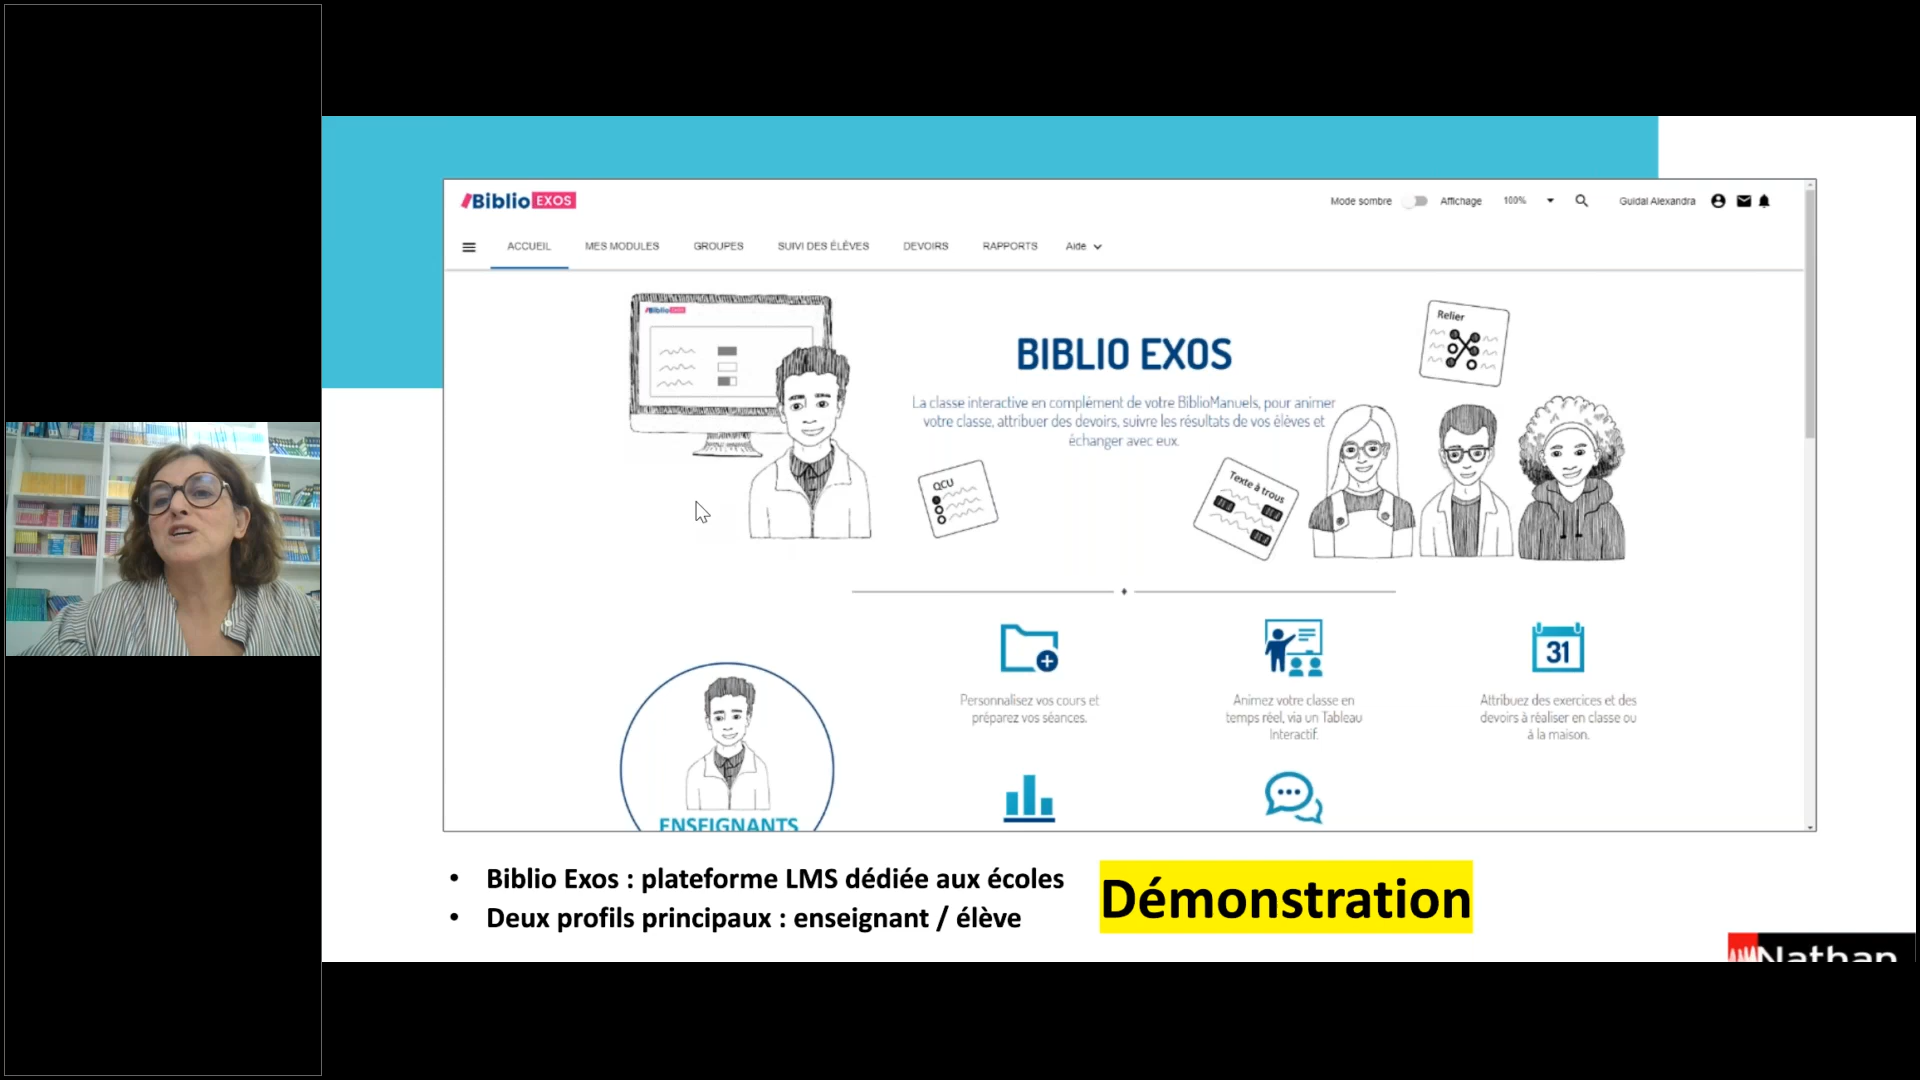 /Biblio EXOS
Mode sombre Affichage 100% Guidal Alexandra
ACCUEIL MES MODULES GROUPES SUIVI DES ÉLÈVES DEVOIRS RAPPORTS Aide
/Biblio EXOS
Relier
BIBLIO EXOS
La classe interactive en complément de votre BiblioManuels, pour animer
votre classe, attribuer des devoirs, suivre les résultats de vos élèves et
échanger avec eux.
QCU
Texte à trous
31
Personnalisez vos cours et
préparez vos séances.
Animez votre classe en
temps réel, via un Tableau
Interactif.
Attribuez des exercices et des
devoirs à réaliser en classe ou
à la maison.
ENSEIGNANTS
• Biblio Exos : plateforme LMS dédiée aux écoles
• Deux profils principaux : enseignant / élève
Démonstration
Nathan